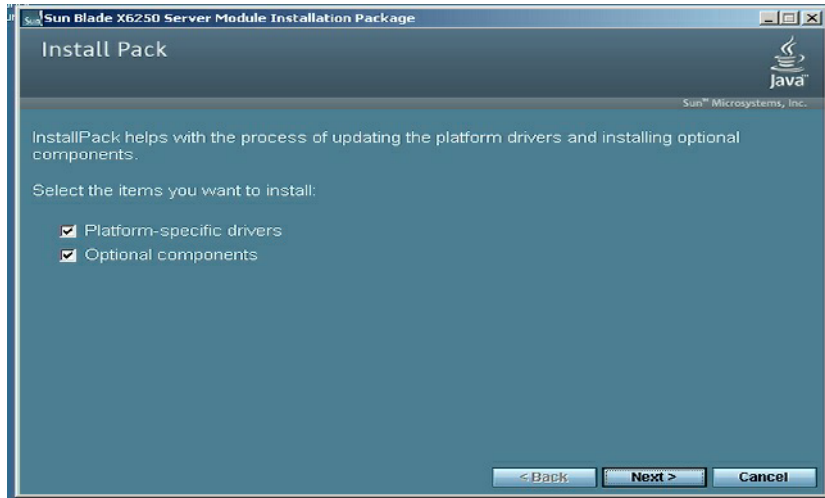 Sun Blade X6250 Server Module Installation Package
Install Pack
Java
Sun™ Microsystems, Inc.
InstallPack helps with the process of updating the platform drivers and installing optional
components.
Select the items you want to install:
Platform-specific drivers
Optional components
< Back Next > Cancel